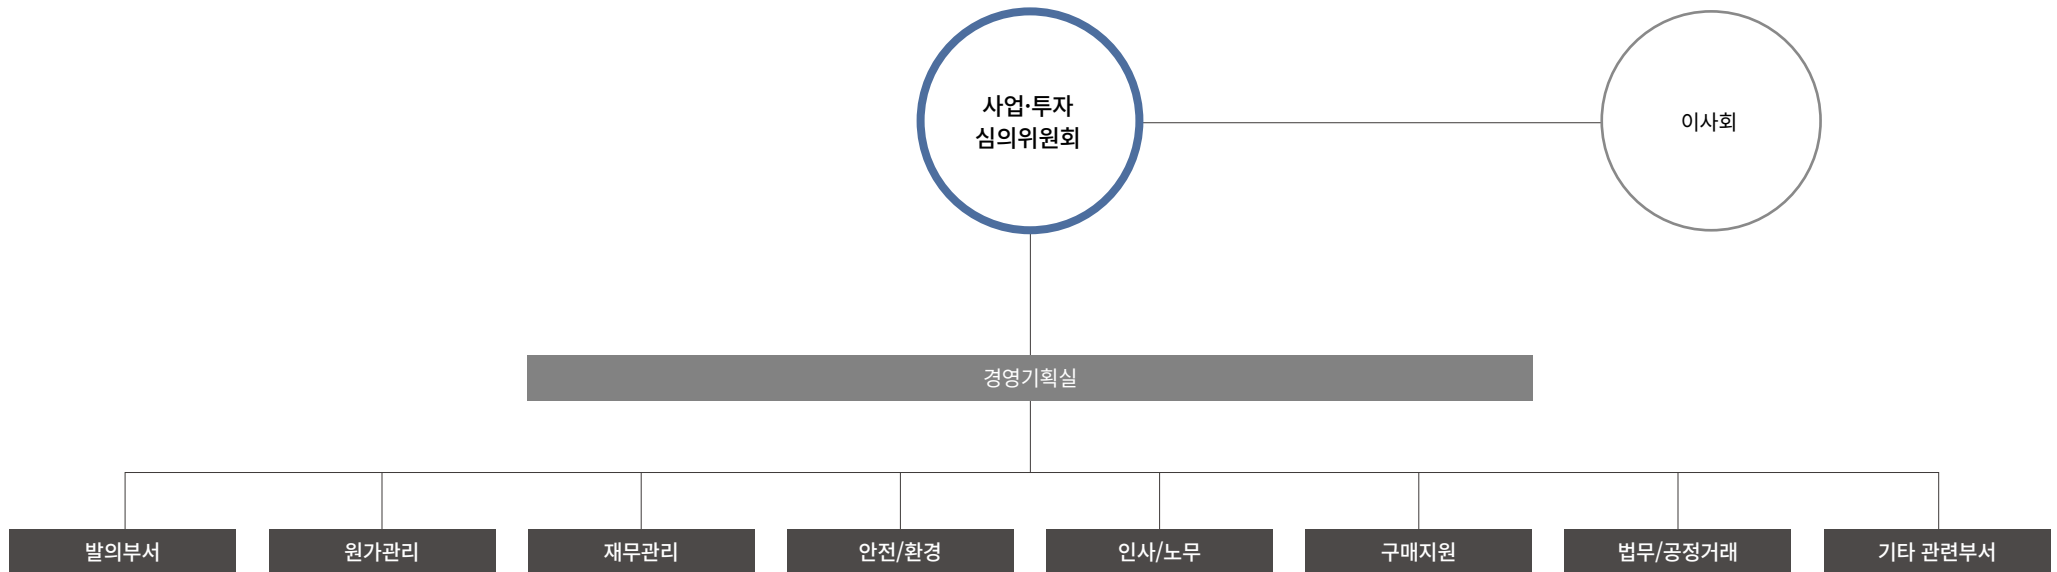 사업·투자
심의위원회
이사회
경영기획실
발의부서
원가관리
재무관리
안전/환경
인사/노무
구매지원
법무/공정거래
기타 관련부서